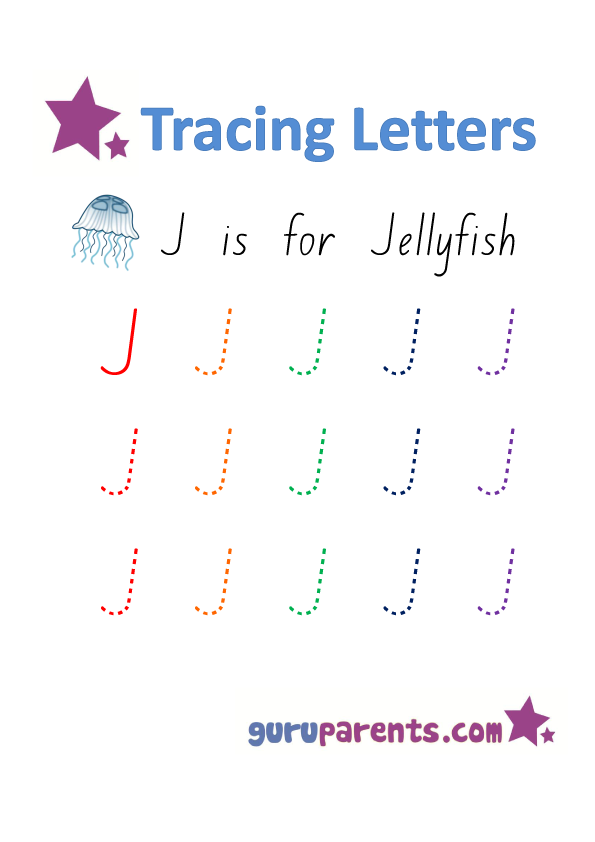 Tracing Letters
J is for Jellyfish
J J J J J
J J J J J
J J J J J
guruparents.com